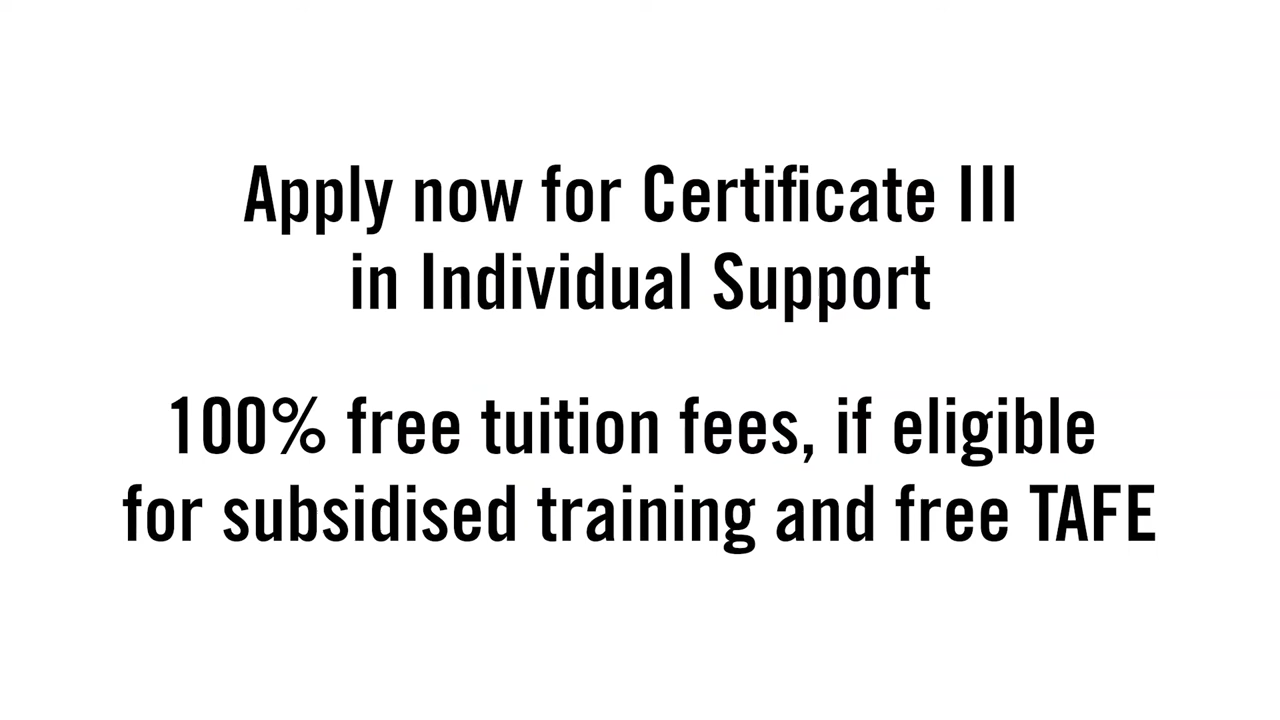 Apply now for Certificate III
in Individual Support
100% free tuition fees, if eligible
for subsidised training and free TAFE